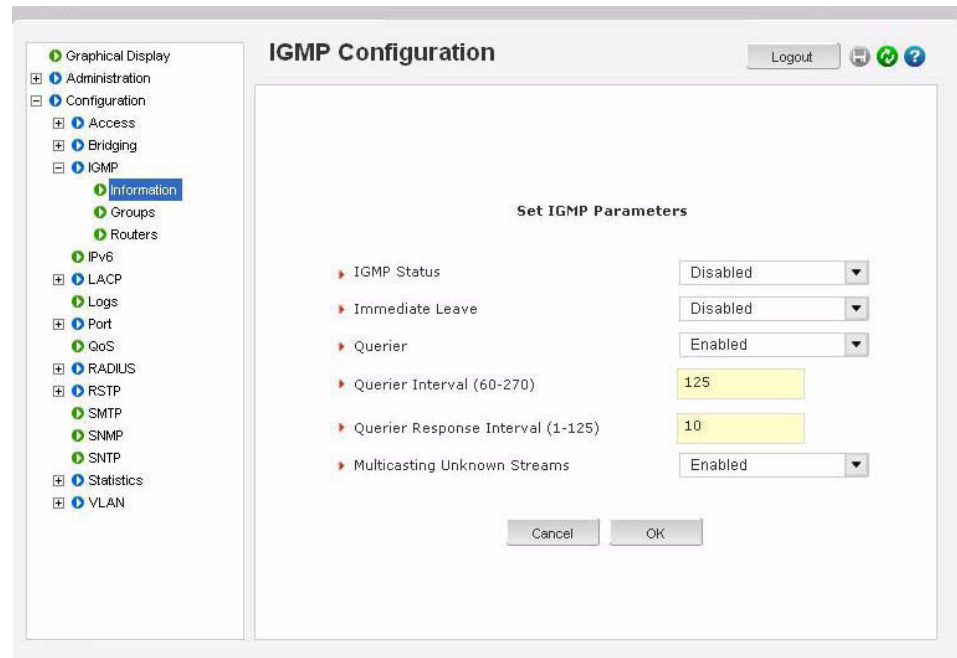 Graphical Display
Administration
Configuration
Access
Bridging
IGMP
Information
Groups
Routers
IPv6
LACP
Logs
Port
QoS
RADIUS
RSTP
SMTP
SNMP
SNTP
Statistics
VLAN
IGMP Configuration
Logout
Set IGMP Parameters
IGMP Status Disabled
Immediate Leave Disabled
Querier Enabled
Querier Interval (60-270) 125
Querier Response Interval (1-125) 10
Multicasting Unknown Streams Enabled
Cancel OK